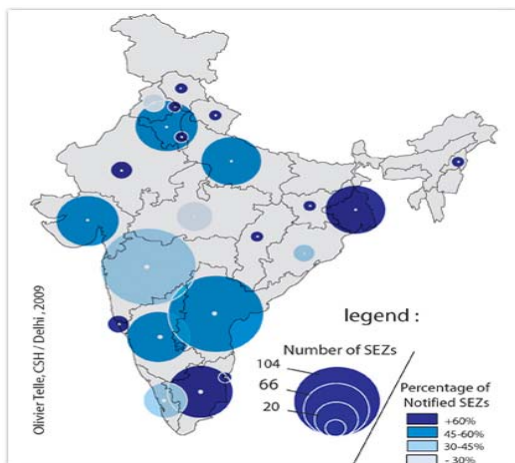 Olivier Telle, CSH / Delhi, 2009
legend :
Number of SEZs
104
66
20
Percentage of
Notified SEZs
+60%
45-60%
30-45%
- 30%